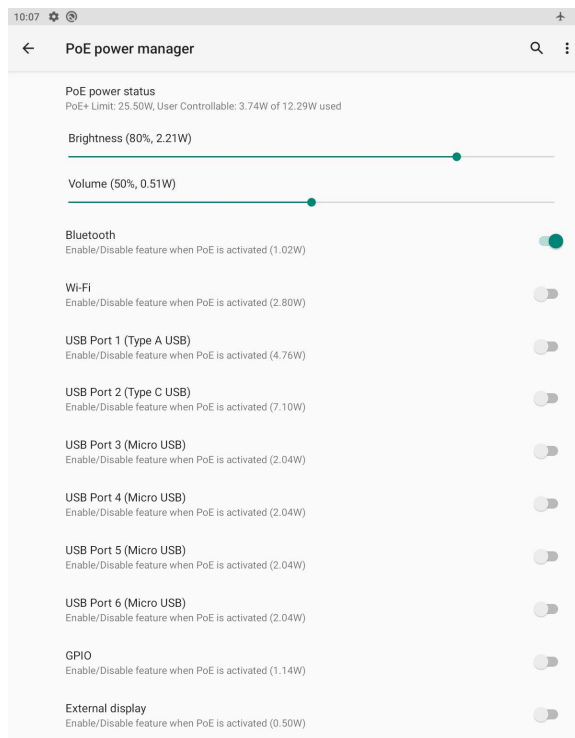 10:07
PoE power manager
PoE power status
PoE+ Limit: 25.50W, User Controllable: 3.74W of 12.29W used
Brightness (80%, 2.21W)
Volume (50%, 0.51W)
Bluetooth
Enable/Disable feature when PoE is activated (1.02W)
Wi-Fi
Enable/Disable feature when PoE is activated (2.80W)
USB Port 1 (Type A USB)
Enable/Disable feature when PoE is activated (4.76W)
USB Port 2 (Type C USB)
Enable/Disable feature when PoE is activated (7.10W)
USB Port 3 (Micro USB)
Enable/Disable feature when PoE is activated (2.04W)
USB Port 4 (Micro USB)
Enable/Disable feature when PoE is activated (2.04W)
USB Port 5 (Micro USB)
Enable/Disable feature when PoE is activated (2.04W)
USB Port 6 (Micro USB)
Enable/Disable feature when PoE is activated (2.04W)
GPIO
Enable/Disable feature when PoE is activated (1.14W)
External display
Enable/Disable feature when PoE is activated (0.50W)